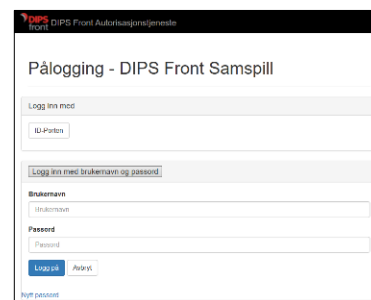 DIPS front DIPS Front Autorisasjonstjeneste
Pålogging - DIPS Front Samspill
Logg inn med
ID-Porten
Logg inn med brukernavn og passord
Brukernavn
Brukernavn
Passord
Passord
Logg på Avbryt
Nytt passord